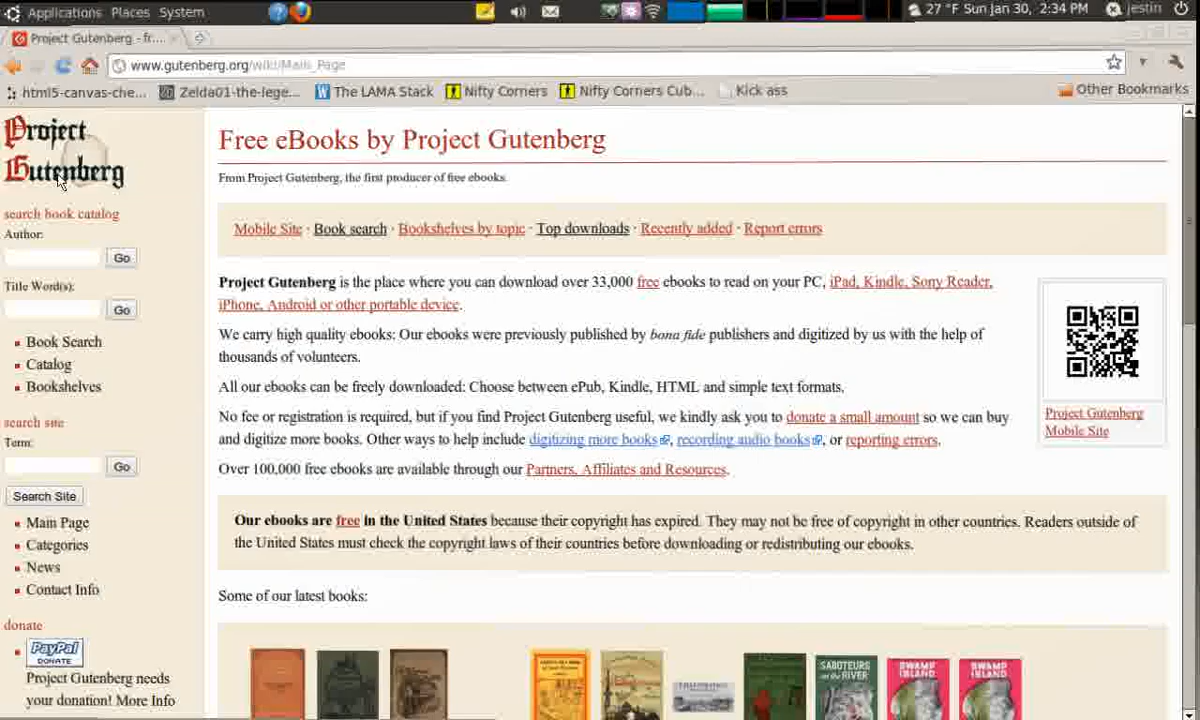 Applications Places System
27 °F Sun Jan 30, 2:34 PM jestin
Project Gutenberg - fr...
www.gutenberg.org/wiki/Main_Page
html5-canvas-che... Zelda01-the-lege... The LAMA Stack Nifty Corners Nifty Corners Cub... Kick ass Other Bookmarks
Project
Gutenberg
search book catalog
Author:
Go
Title Word(s):
Go
Book Search
Catalog
Bookshelves
search site
Term:
Go
Search Site
Main Page
Categories
News
Contact Info
donate
PayPal
DONATE
Project Gutenberg needs
your donation! More Info
Free eBooks by Project Gutenberg
From Project Gutenberg, the first producer of free ebooks.
Mobile Site · Book search · Bookshelves by topic · Top downloads · Recently added · Report errors
Project Gutenberg is the place where you can download over 33,000 free ebooks to read on your PC, iPad, Kindle, Sony Reader,
iPhone, Android or other portable device.
We carry high quality ebooks: Our ebooks were previously published by bona fide publishers and digitized by us with the help of
thousands of volunteers.
All our ebooks can be freely downloaded: Choose between ePub, Kindle, HTML and simple text formats.
No fee or registration is required, but if you find Project Gutenberg useful, we kindly ask you to donate a small amount so we can buy
and digitize more books. Other ways to help include digitizing more books, recording audio books, or reporting errors.
Over 100,000 free ebooks are available through our Partners, Affiliates and Resources.
Project Gutenberg
Mobile Site
Our ebooks are free in the United States because their copyright has expired. They may not be free of copyright in other countries. Readers outside of
the United States must check the copyright laws of their countries before downloading or redistributing our ebooks.
Some of our latest books:
SABOTEURS
on the RIVER
SWAMP
ISLAND
SWAMP
ISLAND